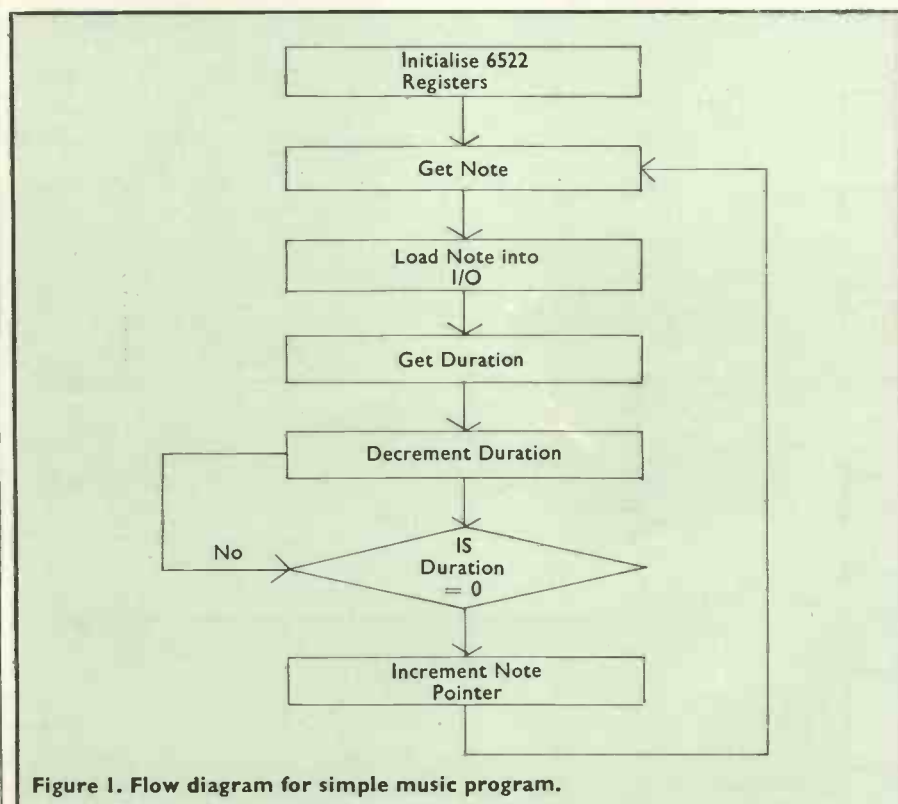 Initialise 6522
Registers
Get Note
Load Note into
I/O
Get Duration
Decrement Duration
No
IS
Duration
= 0
Increment Note
Pointer
Figure 1. Flow diagram for simple music program.